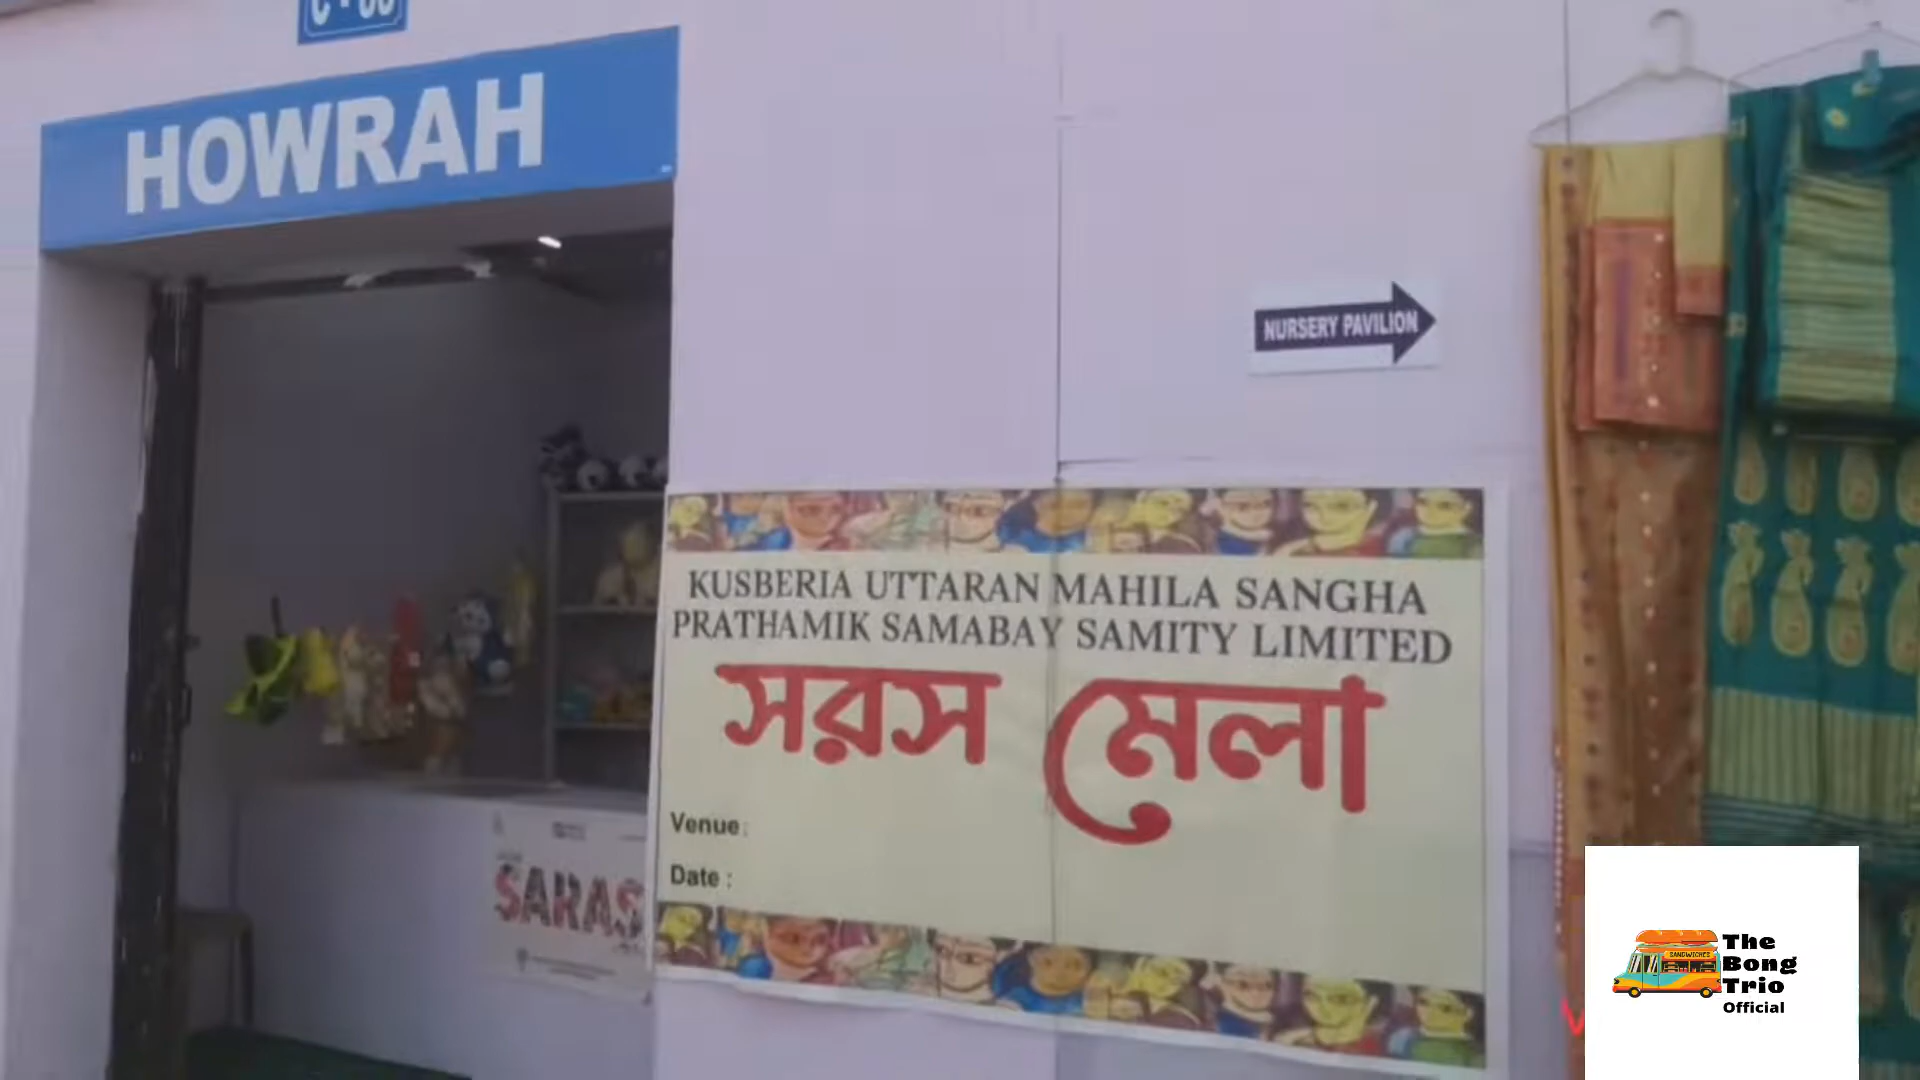 HOWRAH
NURSERY PAVILION
KUSBERIA UTTARAN MAHILA SANGHA
PRATHAMIK SAMABAY SAMITY LIMITED
সরস মেলা
Venue:
Date :
SARAS
SANDWICHES
The
Bong
Trio
Official